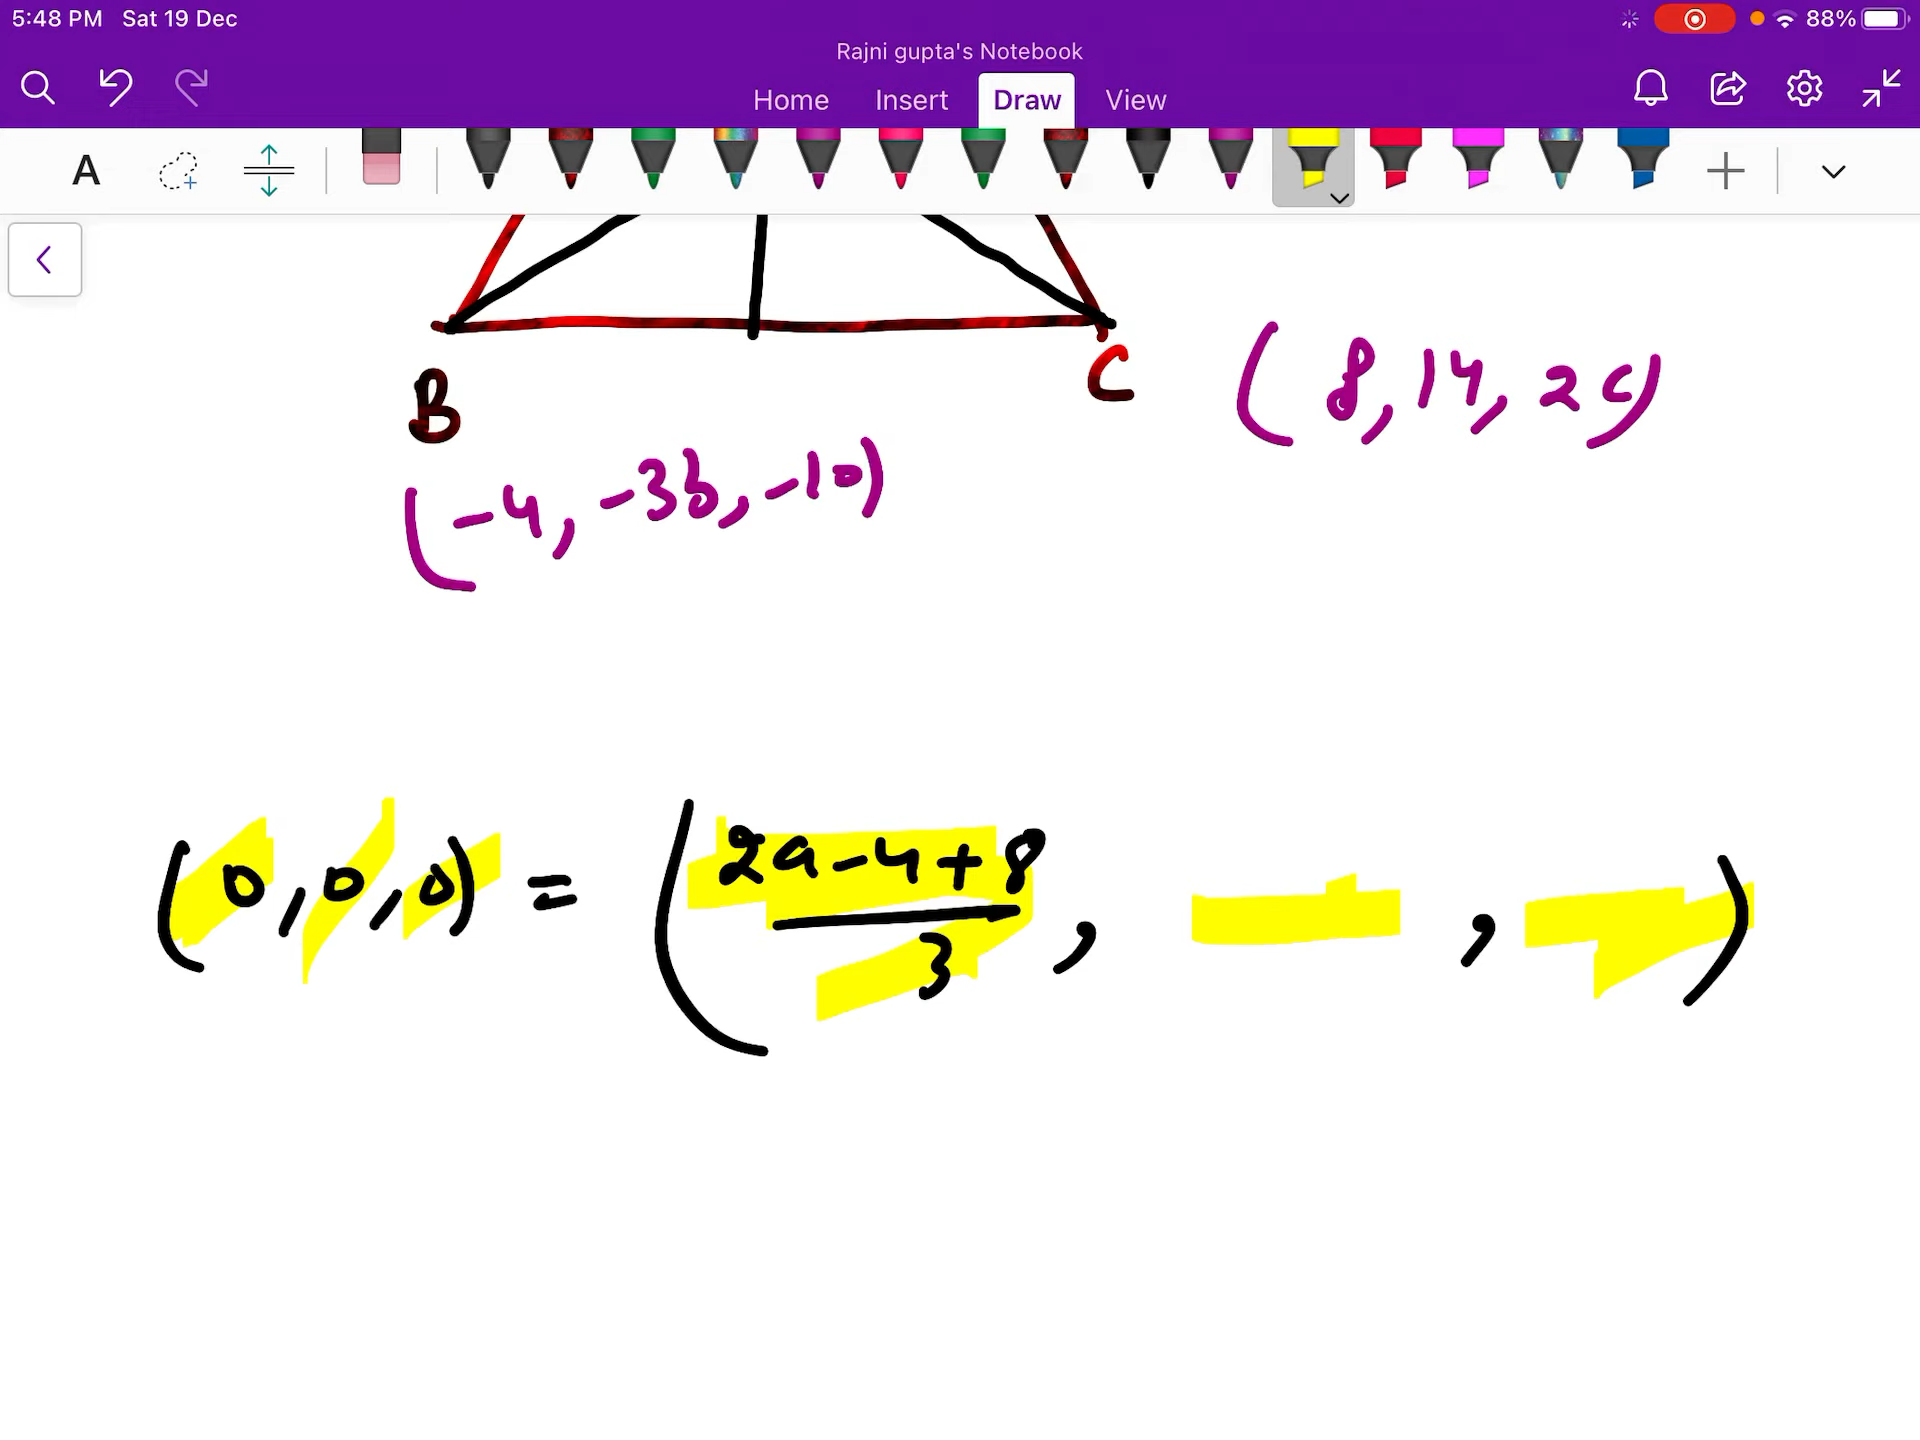 5:48 PM Sat 19 Dec
88%
Rajni gupta's Notebook
Home Insert Draw View
A
B
C
(8, 14, 2c)
(-4, -3b, -10)
(0, 0, 0) = ( 2a-4+8 / 3 , , )